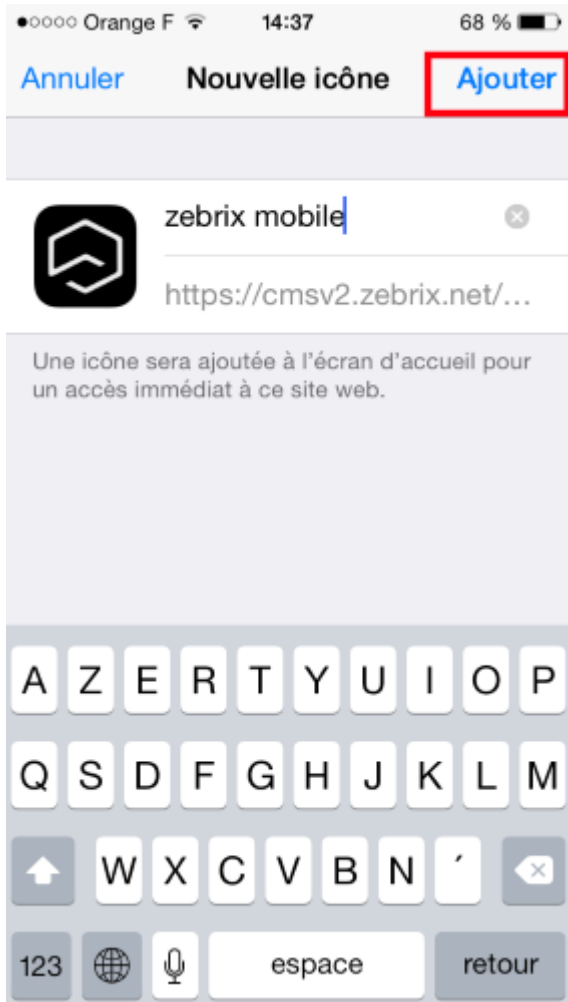 Orange F 14:37 68 %
Annuler Nouvelle icône Ajouter
zebrix mobile
https://cmsv2.zebrix.net/...
Une icône sera ajoutée à l'écran d'accueil pour
un accès immédiat à ce site web.
A Z E R T Y U I O P
Q S D F G H J K L M
W X C V B N ´
123 espace retour